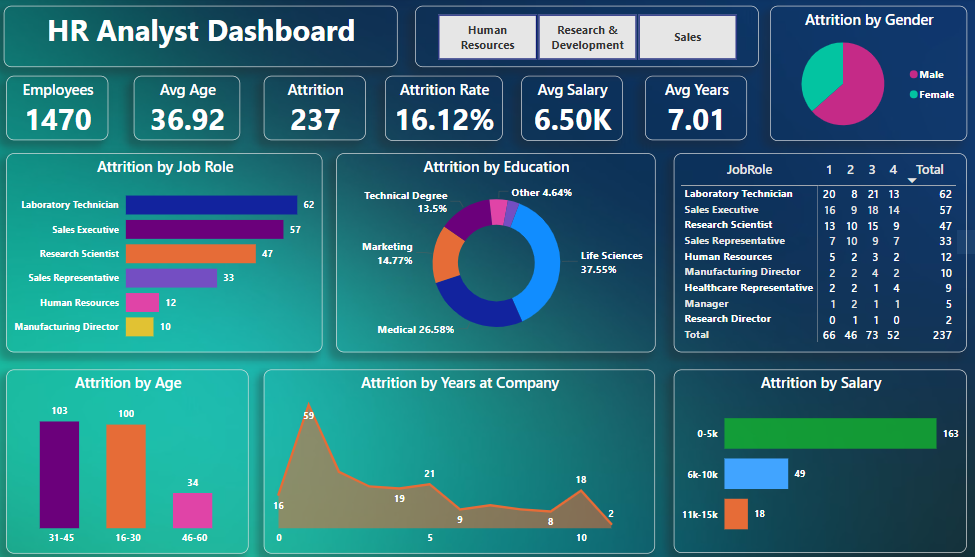 HR Analyst Dashboard
Human
Resources
Research &
Development
Sales
Attrition by Gender
Male
Female
Employees
1470
Avg Age
36.92
Attrition
237
Attrition Rate
16.12%
Avg Salary
6.50K
Avg Years
7.01
Attrition by Job Role
Laboratory Technician 62
Sales Executive 57
Research Scientist 47
Sales Representative 33
Human Resources 12
Manufacturing Director 10
Attrition by Education
Other 4.64%
Technical Degree
13.5%
Marketing
14.77%
Life Sciences
37.55%
Medical 26.58%
JobRole 1 2 3 4 Total
Laboratory Technician 20 8 21 13 62
Sales Executive 16 9 18 14 57
Research Scientist 13 10 15 9 47
Sales Representative 7 10 9 7 33
Human Resources 5 2 3 2 12
Manufacturing Director 2 2 4 2 10
Healthcare Representative 2 2 1 4 9
Manager 1 2 1 1 5
Research Director 0 1 1 0 2
Total 66 46 73 52 237
Attrition by Age
103
100
34
31-45 16-30 46-60
Attrition by Years at Company
59
16
19
21
9
8
18
2
0 5 10
Attrition by Salary
0-5k 163
6k-10k 49
11k-15k 18